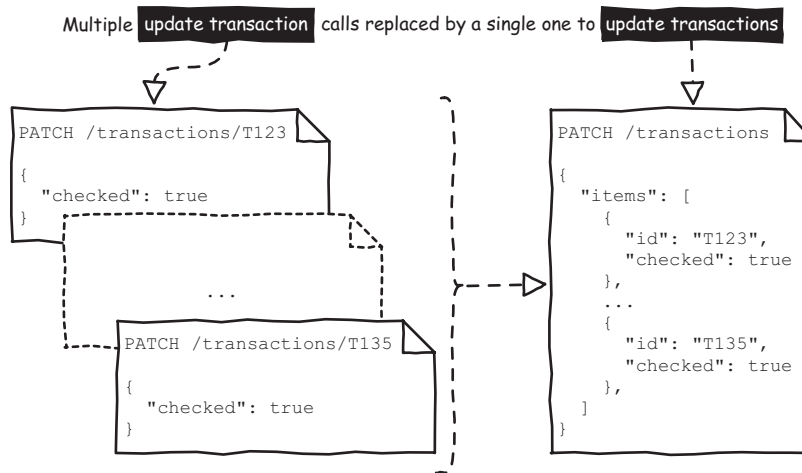 Multiple update transaction calls replaced by a single one to update transactions
PATCH /transactions/T123
{
"checked": true
}
...
PATCH /transactions/T135
{
"checked": true
}
PATCH /transactions
{
"items": [
{
"id": "T123",
"checked": true
},
...
{
"id": "T135",
"checked": true
},
]
}